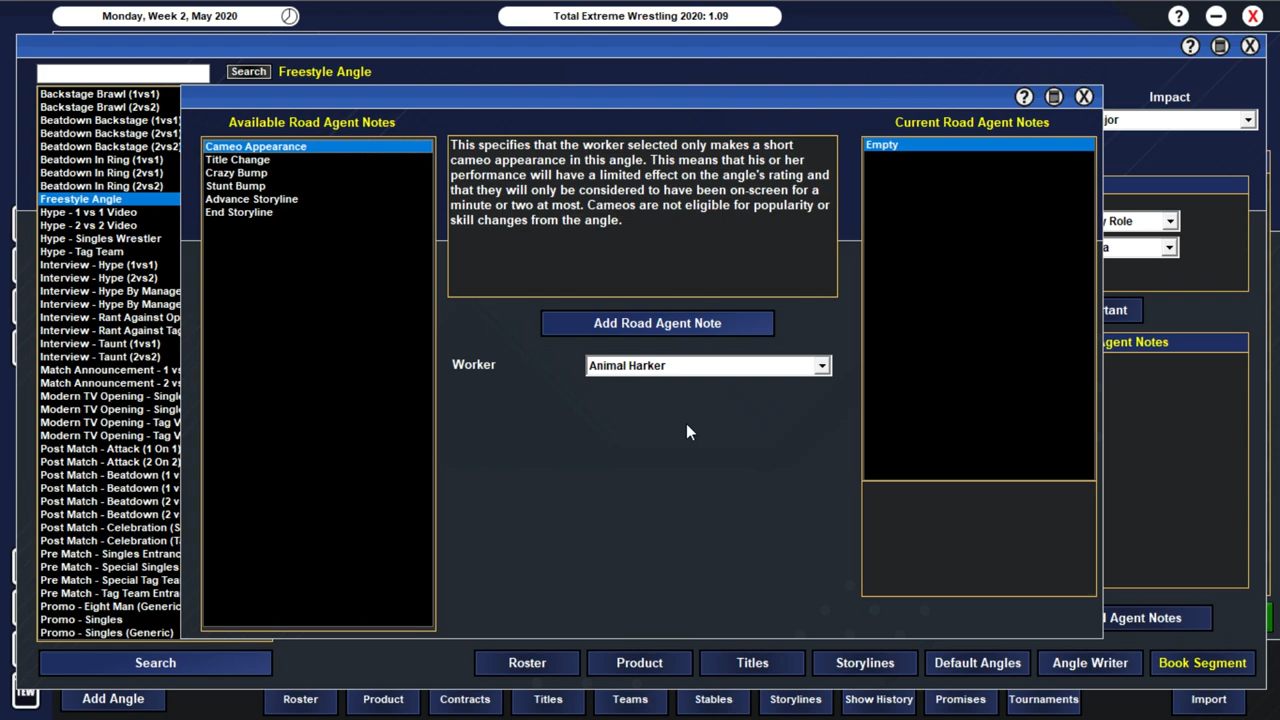 Monday, Week 2, May 2020
Total Extreme Wrestling 2020: 1.09
Search
Freestyle Angle
Impact
Backstage Brawl (1vs1)
Backstage Brawl (2vs2)
Beatdown Backstage (1vs1)
Beatdown Backstage (2vs1)
Beatdown Backstage (2vs2
Beatdown In Ring (1vs1)
Beatdown In Ring (2vs1)
Beatdown In Ring (2vs2)
Freestyle Angle
Hype - 1 vs 1 Video
Hype - 2 vs 2 Video
Hype - Singles Wrestler
Hype - Tag Team
Interview - Hype (1vs1)
Interview - Hype (2vs2)
Interview - Hype By Manage
Interview - Hype By Manage
Interview - Rant Against Op
Interview - Rant Against Tag
Interview - Taunt (1vs1)
Interview - Taunt (2vs2)
Match Announcement - 1 vs
Match Announcement - 2 vs
Modern TV Opening - Singl
Modern TV Opening - Singl
Modern TV Opening - Tag V
Modern TV Opening - Tag V
Post Match - Attack (1 On 1)
Post Match - Attack (2 On 2)
Post Match - Beatdown (1 v
Post Match - Beatdown (1 v
Post Match - Beatdown (2 v
Post Match - Beatdown (2 v
Post Match - Celebration (S
Post Match - Celebration (T
Pre Match - Singles Entranc
Pre Match - Special Singles
Pre Match - Special Tag Tea
Pre Match - Tag Team Entra
Promo - Eight Man (Generic
Promo - Singles
Promo - Singles (Generic)
Available Road Agent Notes
Cameo Appearance
Title Change
Crazy Bump
Stunt Bump
Advance Storyline
End Storyline
This specifies that the worker selected only makes a short
cameo appearance in this angle. This means that his or her
performance will have a limited effect on the angle's rating and
that they will only be considered to have been on-screen for a
minute or two at most. Cameos are not eligible for popularity or
skill changes from the angle.
Add Road Agent Note
Worker
Animal Harker
Current Road Agent Notes
Empty
jor
y Role
a
tant
gent Notes
l Agent Notes
Search
Roster
Product
Titles
Storylines
Default Angles
Angle Writer
Book Segment
TEW
Add Angle
Roster
Product
Contracts
Titles
Teams
Stables
Storylines
Show History
Promises
Tournaments
Import